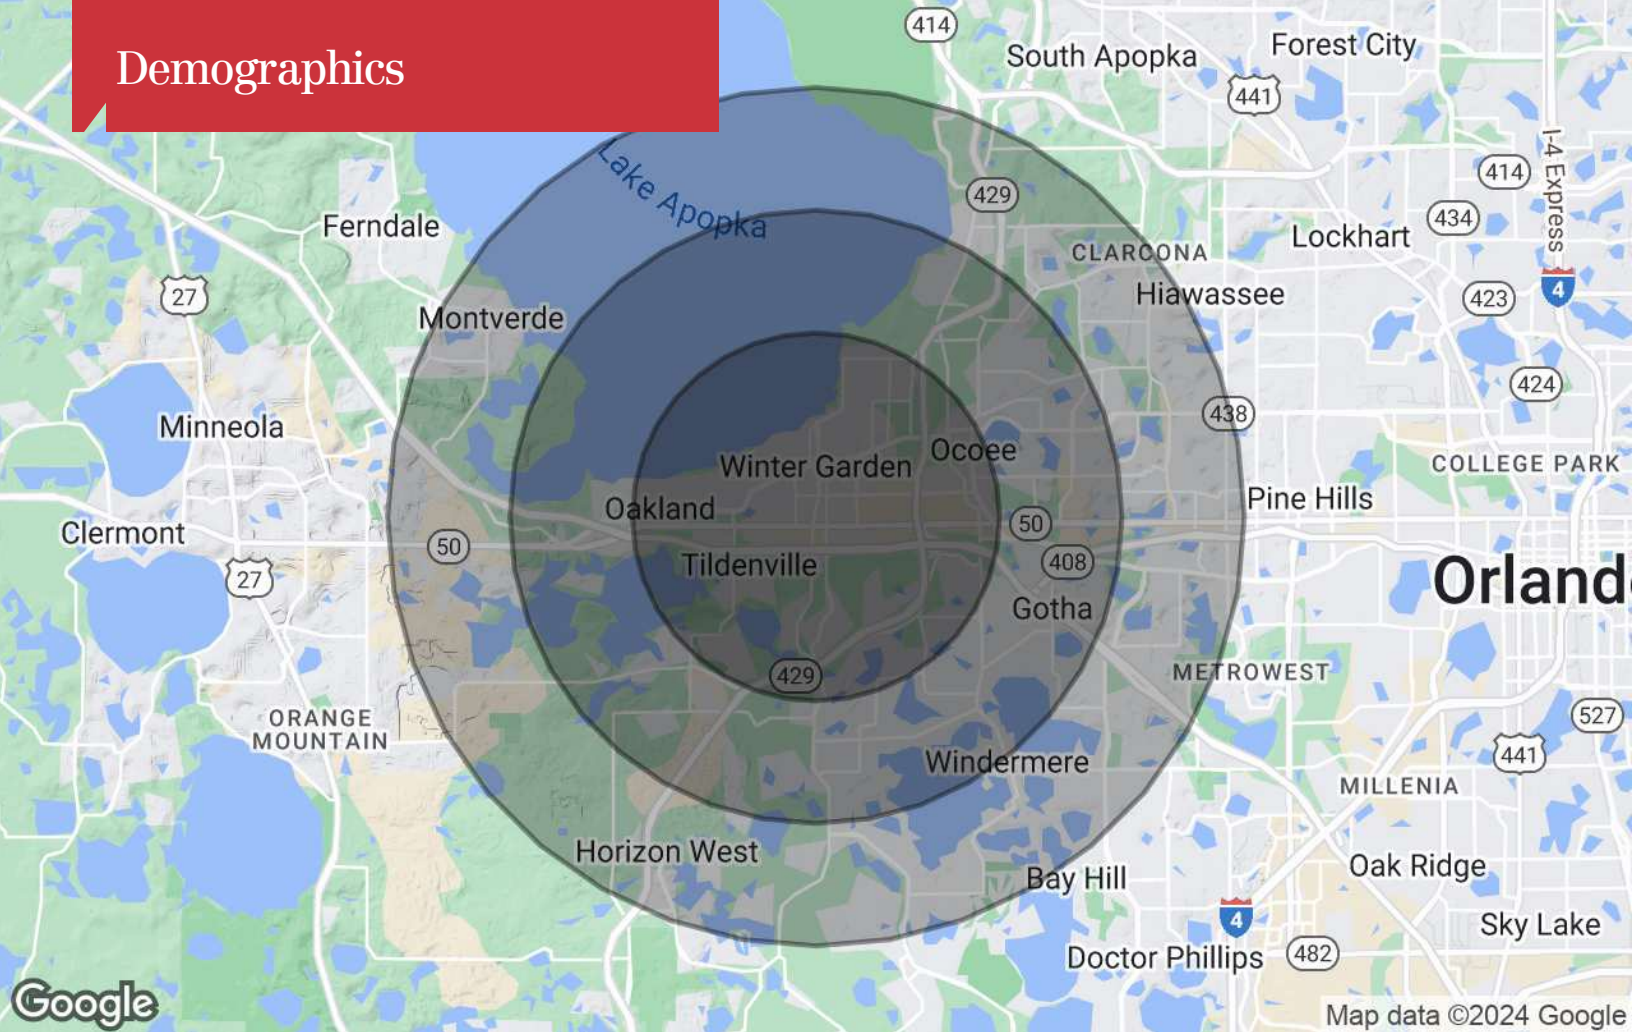 Demographics
414
South Apopka
Forest City
441
I-4 Express
414
Lake Apopka
429
434
Ferndale
CLARCONA
Lockhart
27
Hiawassee
423
4
Montverde
424
438
Minneola
Ocoee
Winter Garden
COLLEGE PARK
Oakland
Pine Hills
Clermont
50
50
Tildenville
408
27
Orland
Gotha
429
METROWEST
ORANGE
MOUNTAIN
527
441
Windermere
MILLENIA
Horizon West
Bay Hill
Oak Ridge
4
Sky Lake
Doctor Phillips
482
Google
Map data ©2024 Google